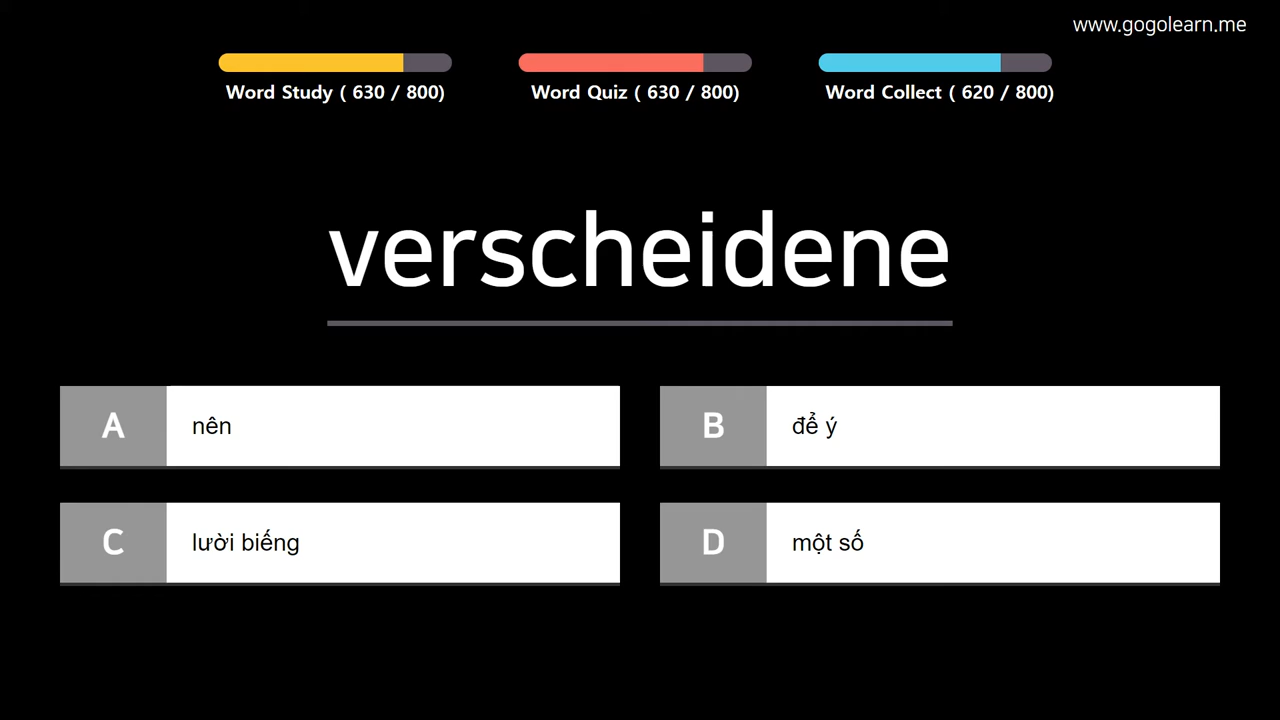 www.gogolearn.me
Word Study ( 630 / 800)
Word Quiz ( 630 / 800)
Word Collect ( 620 / 800)
verscheidene
A nên
B để ý
C lười biếng
D một số